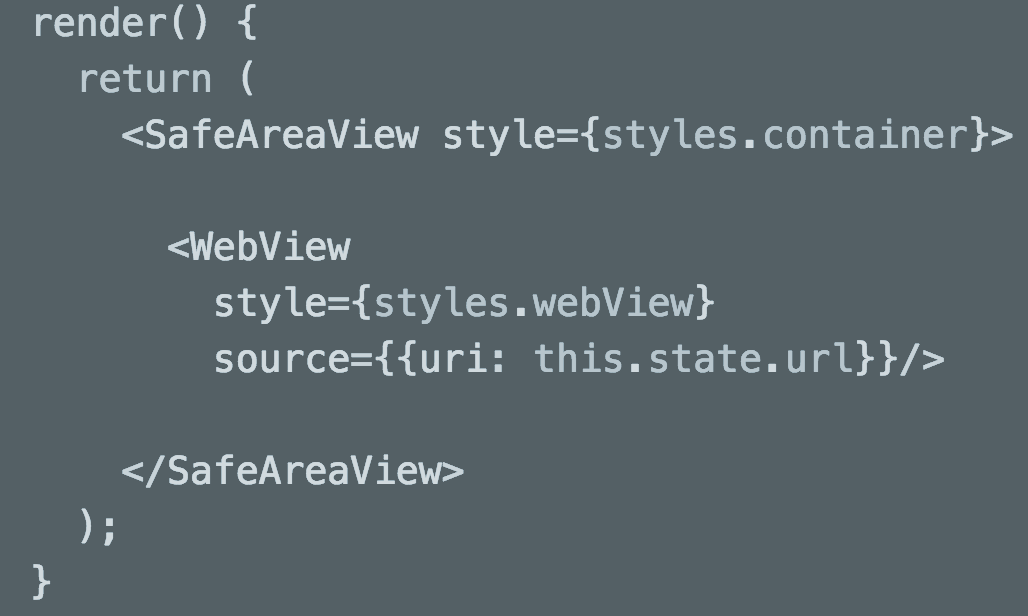 render() {
return (
<SafeAreaView style={styles.container}>
<WebView
style={styles.webView}
source={{uri: this.state.url}}/>
</SafeAreaView>
);
}